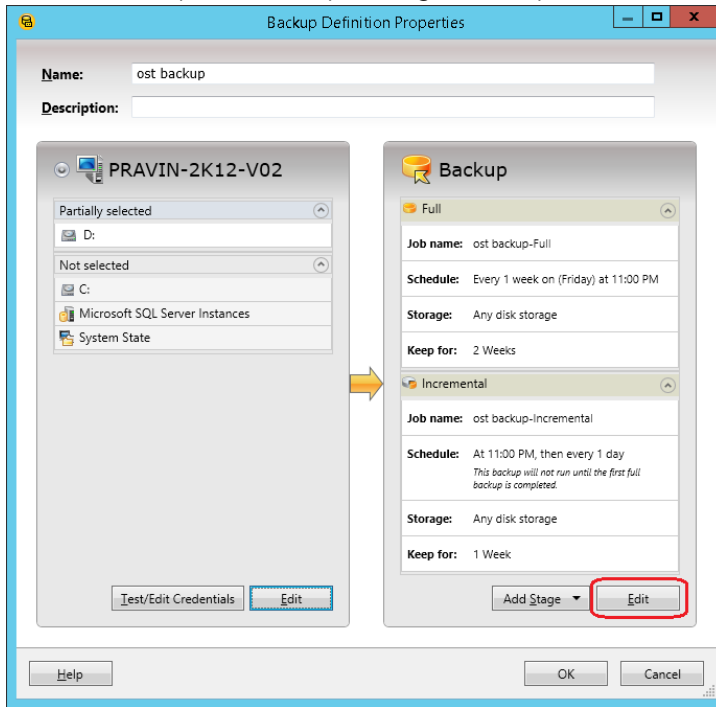 Backup Definition Properties
Name:
ost backup
Description:
PRAVIN-2K12-V02
Partially selected
D:
Not selected
C:
Microsoft SQL Server Instances
System State
Test/Edit Credentials
Edit
Backup
Full
Job name: ost backup-Full
Schedule: Every 1 week on (Friday) at 11:00 PM
Storage: Any disk storage
Keep for: 2 Weeks
Incremental
Job name: ost backup-Incremental
Schedule: At 11:00 PM, then every 1 day
This backup will not run until the first full
backup is completed.
Storage: Any disk storage
Keep for: 1 Week
Add Stage
Edit
Help
OK
Cancel